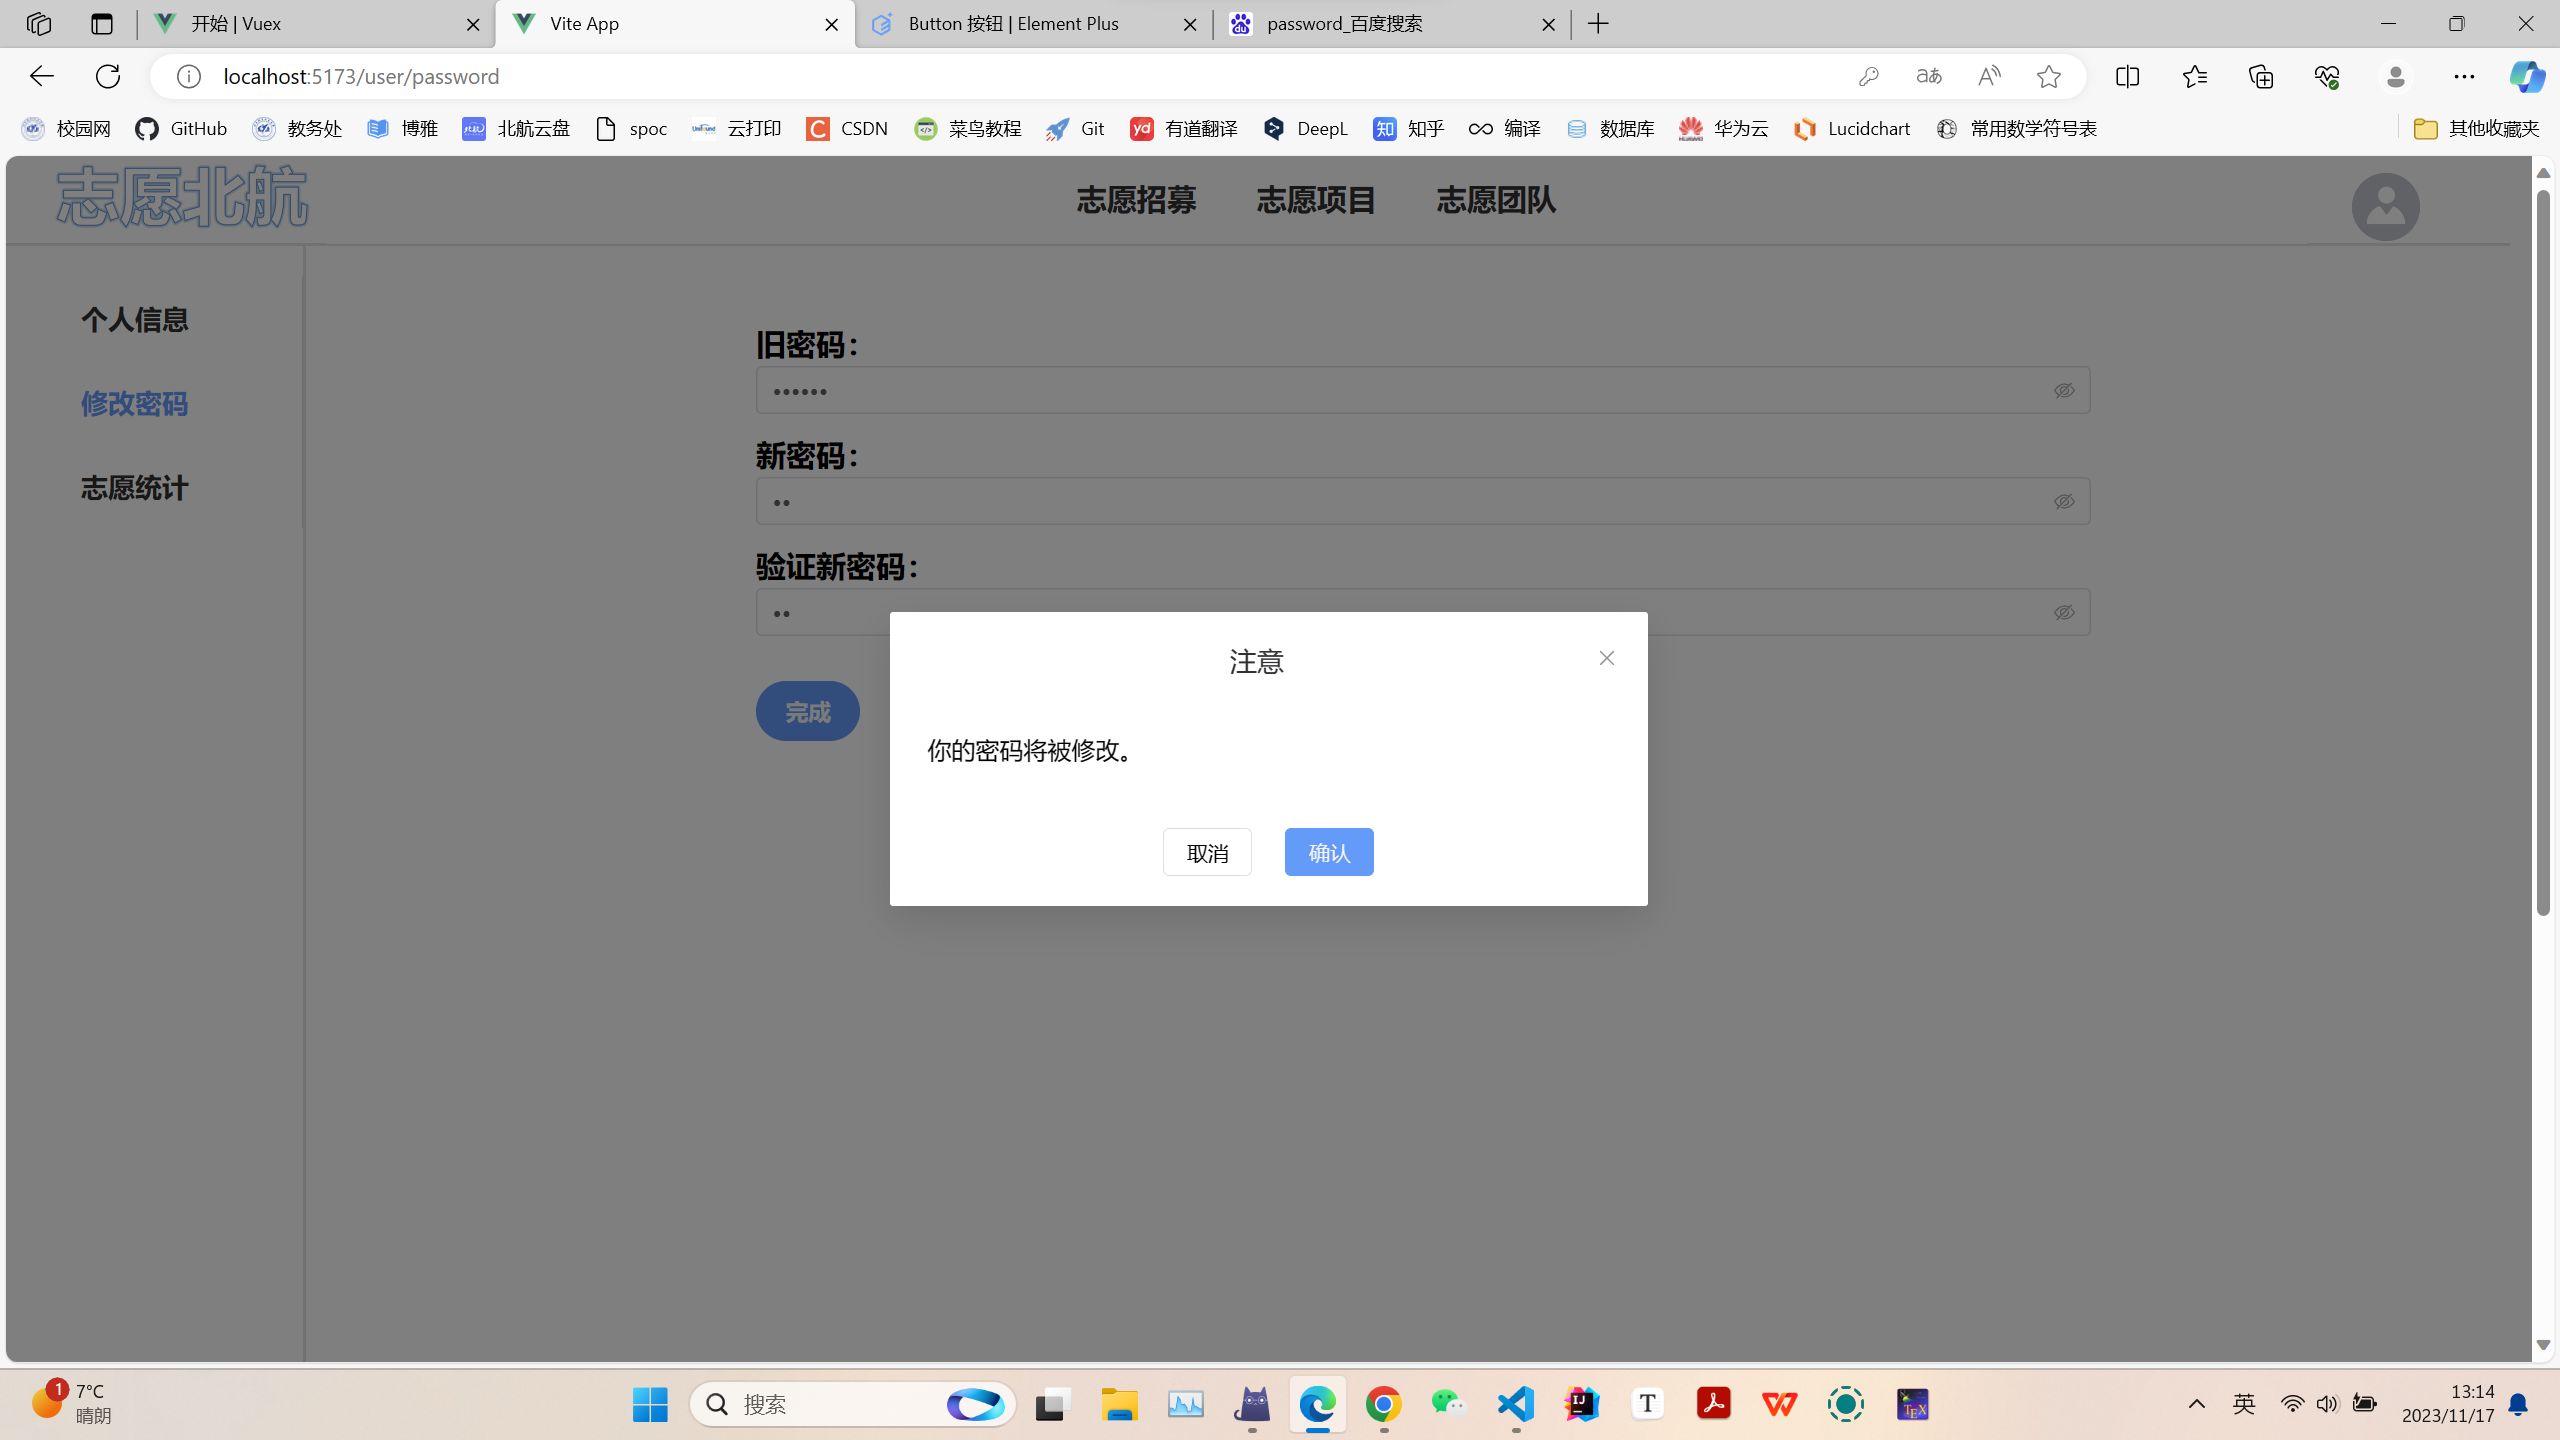 开始 | Vuex
Vite App
Button 按钮 | Element Plus
password_百度搜索
localhost:5173/user/password
校园网
GitHub
教务处
博雅
北航云盘
spoc
云打印
CSDN
菜鸟教程
Git
有道翻译
DeepL
知乎
编译
数据库
华为云
Lucidchart
常用数学符号表
其他收藏夹
志愿北航
志愿招募
志愿项目
志愿团队
个人信息
修改密码
志愿统计
旧密码：
••••••
新密码：
••
验证新密码：
••
完成
注意
你的密码将被修改。
取消
确认
1
7°C
晴朗
搜索
英
13:14
2023/11/17